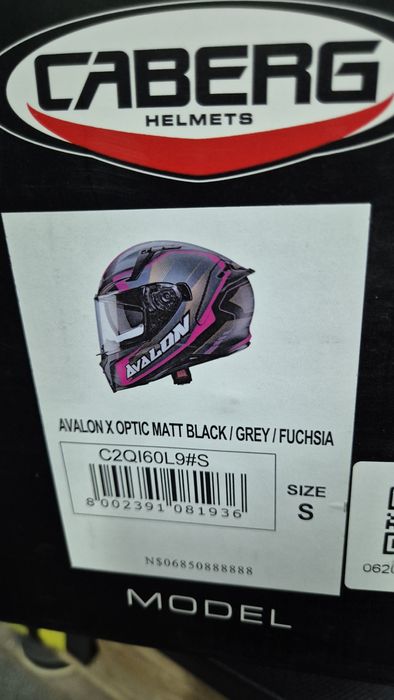 CABERG
HELMETS
AVALON
AVALON X OPTIC MATT BLACK / GREY / FUCHSIA
C2QI60L9#S
8 002391 081936
SIZE
S
N$06850888888
MODEL